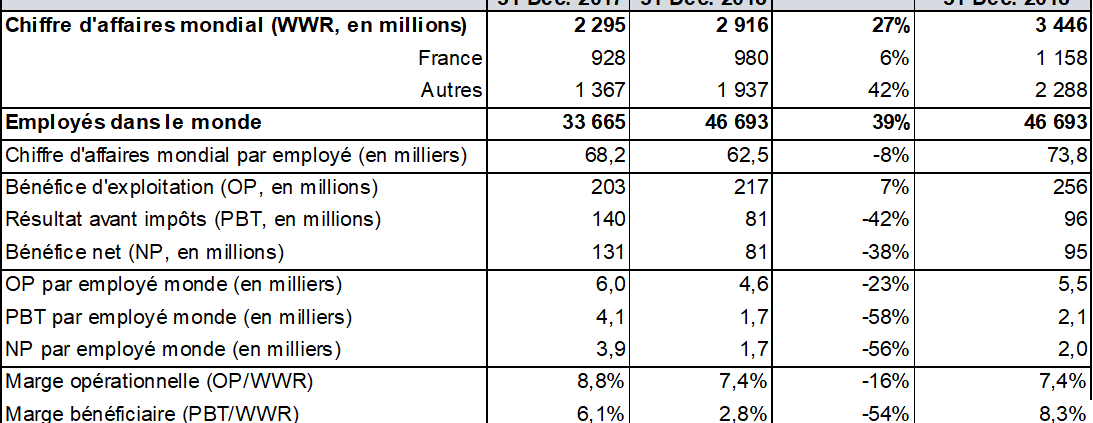 31 Déc. 2017 31 Déc. 2018 31 Déc. 2018
Chiffre d'affaires mondial (WWR, en millions) 2 295 2 916 27% 3 446
France 928 980 6% 1 158
Autres 1 367 1 937 42% 2 288
Employés dans le monde 33 665 46 693 39% 46 693
Chiffre d'affaires mondial par employé (en milliers) 68,2 62,5 -8% 73,8
Bénéfice d'exploitation (OP, en millions) 203 217 7% 256
Résultat avant impôts (PBT, en millions) 140 81 -42% 96
Bénéfice net (NP, en millions) 131 81 -38% 95
OP par employé monde (en milliers) 6,0 4,6 -23% 5,5
PBT par employé monde (en milliers) 4,1 1,7 -58% 2,1
NP par employé monde (en milliers) 3,9 1,7 -56% 2,0
Marge opérationnelle (OP/WWR) 8,8% 7,4% -16% 7,4%
Marge bénéficiaire (PBT/WWR) 6,1% 2,8% -54% 8,3%